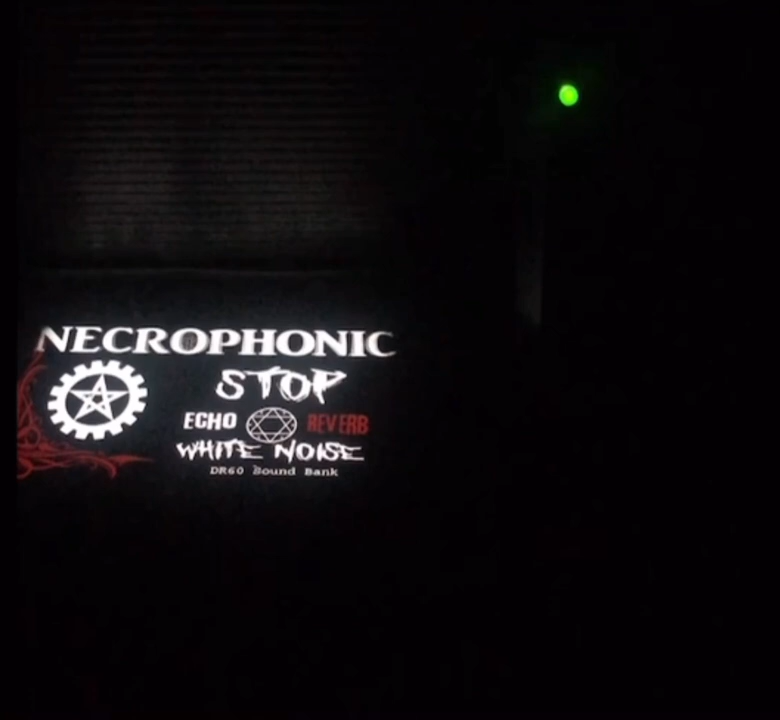 NECROPHONIC
STOP
ECHO REVERB
WHITE NOISE
DR60 Sound Bank